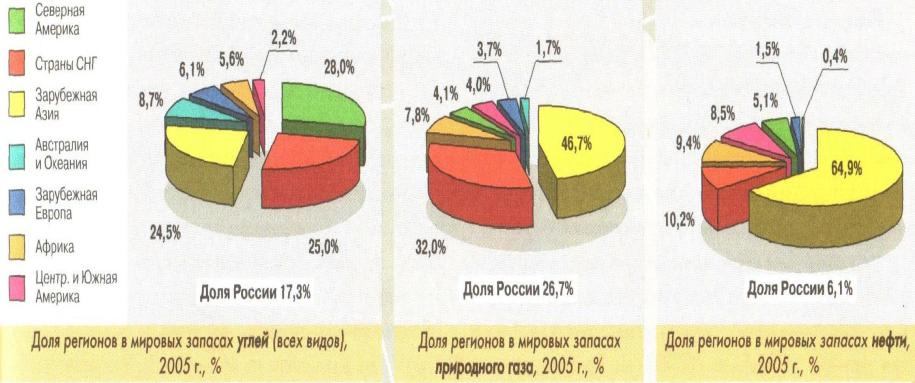 Северная
Америка
Страны СНГ
Зарубежная
Азия
Австралия
и Океания
Зарубежная
Европа
Африка
Центр. и Южная
Америка
2,2%
5,6%
6,1%
8,7%
28,0%
24,5%
25,0%
Доля России 17,3%
Доля регионов в мировых запасах углей (всех видов),
2005 г., %
3,7%
1,7%
4,0%
4,1%
7,8%
46,7%
32,0%
Доля России 26,7%
Доля регионов в мировых запасах
природного газа, 2005 г., %
1,5%
0,4%
5,1%
8,5%
9,4%
64,9%
10,2%
Доля России 6,1%
Доля регионов в мировых запасах нефти,
2005 г., %